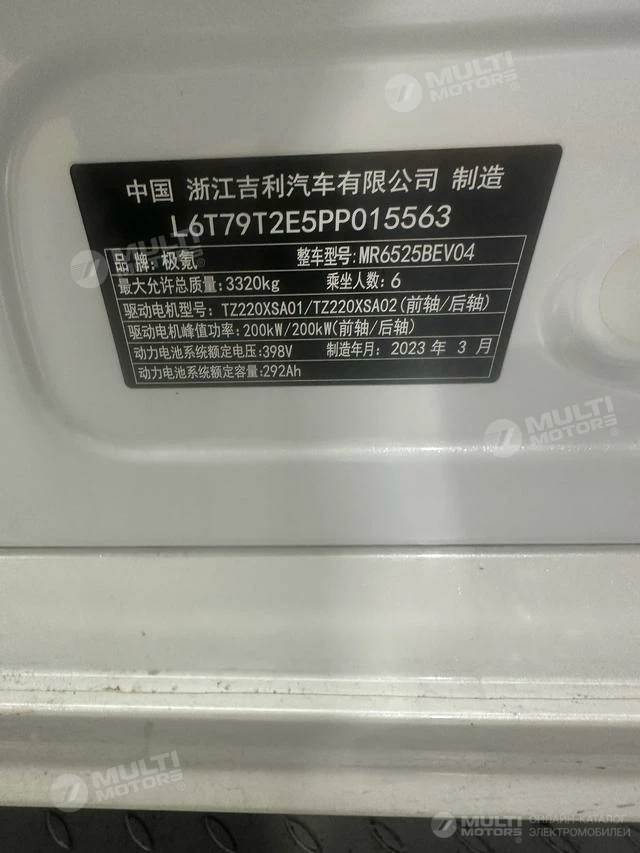 MULTI
MOTORS®
中国 浙江吉利汽车有限公司 制造
L6T79T2E5PP015563
品牌:极氪 整车型号:MR6525BEV04
最大允许总质量:3320kg 乘坐人数:6
驱动电机型号: TZ220XSA01/TZ220XSA02(前轴/后轴)
驱动电机峰值功率:200kW/200kW(前轴/后轴)
动力电池系统额定电压:398V 制造年月: 2023 年 3 月
动力电池系统额定容量:292Ah
MULTI
MOTORS®
MULTI
MOTORS®
MULTI
MOTORS®
MULTI
MOTORS®
ОНЛАЙН-КАТАЛОГ
ЭЛЕКТРОМОБИЛЕЙ